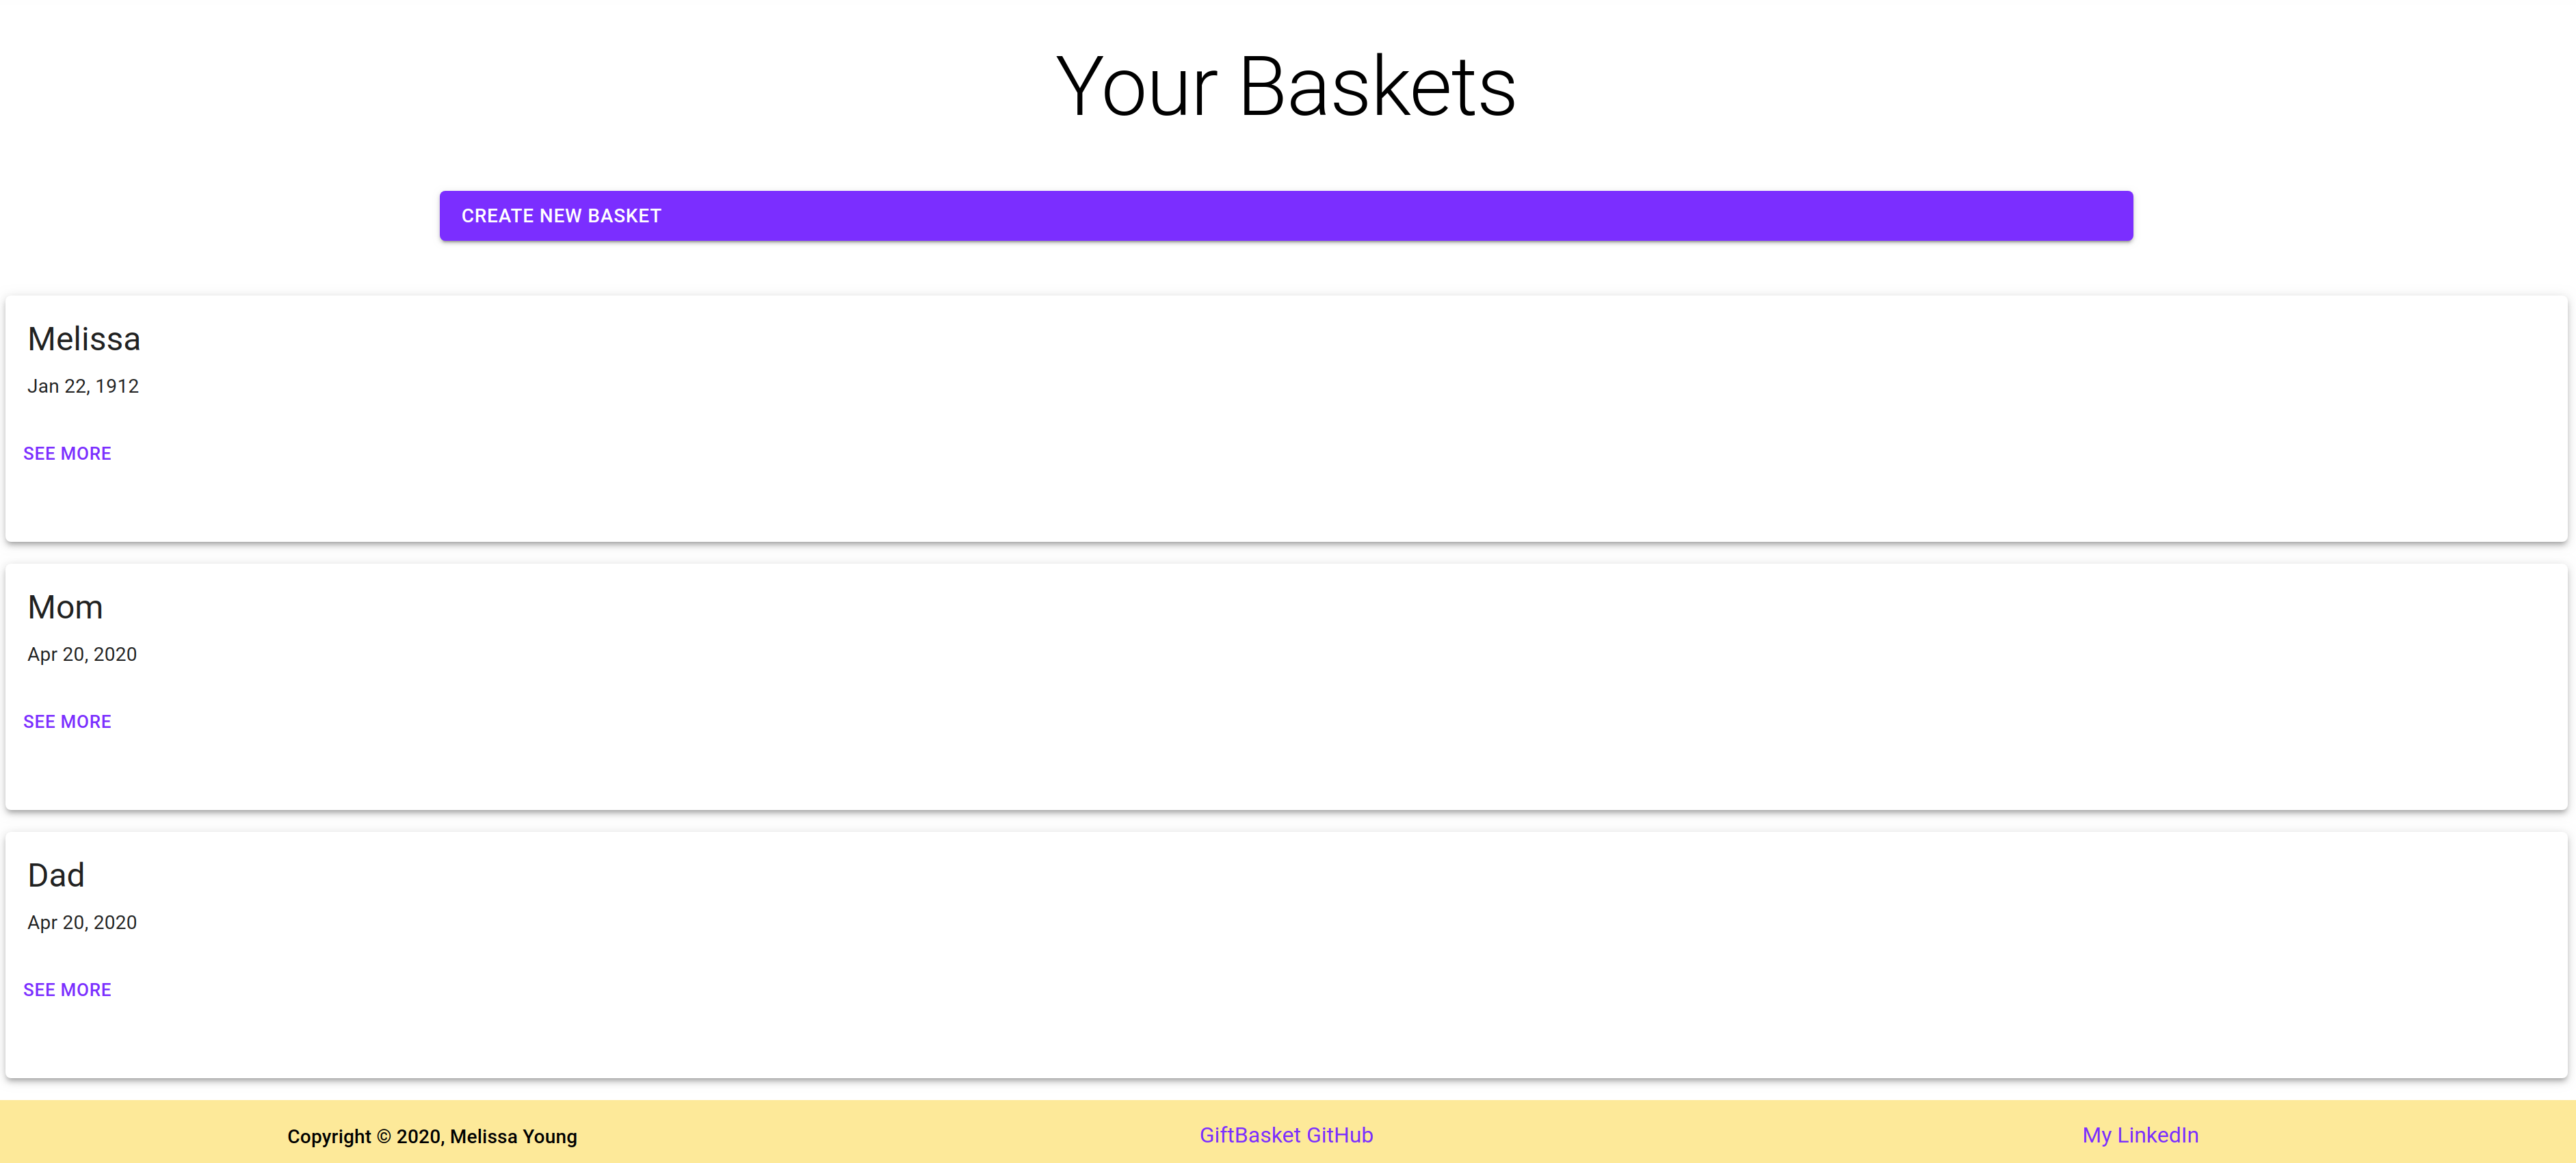 Your Baskets
CREATE NEW BASKET
Melissa
Jan 22, 1912
SEE MORE
Mom
Apr 20, 2020
SEE MORE
Dad
Apr 20, 2020
SEE MORE
Copyright © 2020, Melissa Young
GiftBasket GitHub
My LinkedIn